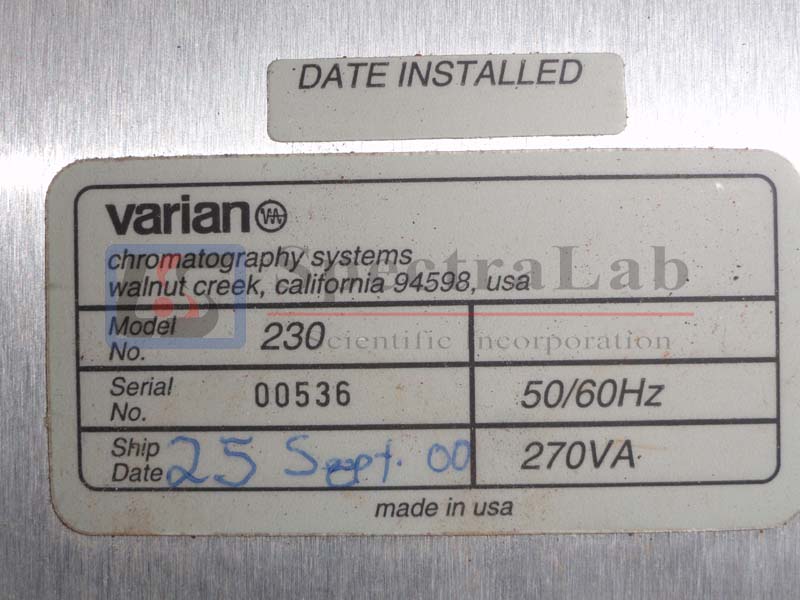 DATE INSTALLED
varian
chromatography systems
walnut creek, california 94598, usa
SpectraLab
Scientific Incorporated
Model No. 230
Serial No. 00536 50/60Hz
Ship Date 25 Sept. 00 270VA
made in usa